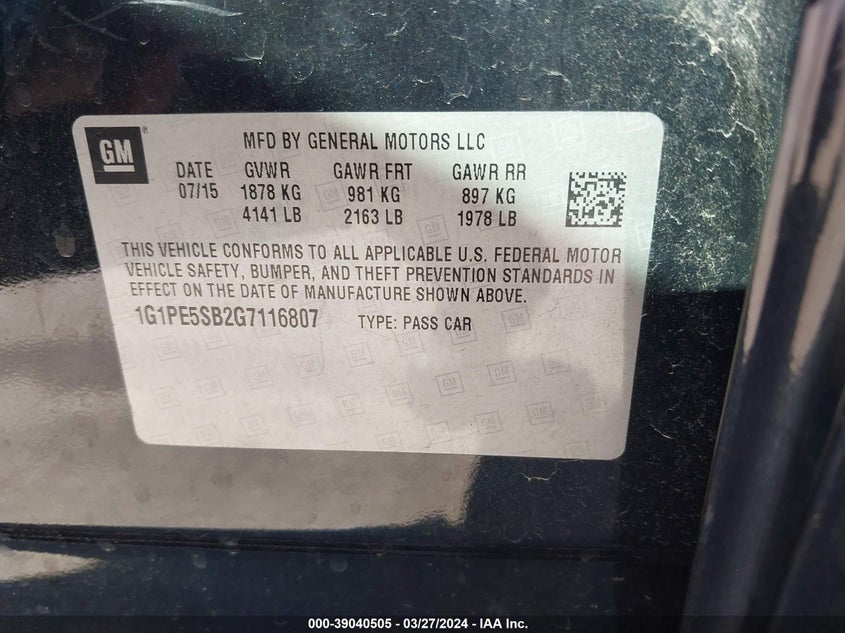 GM ®
MFD BY GENERAL MOTORS LLC
DATE GVWR GAWR FRT GAWR RR
07/15 1878 KG 981 KG 897 KG
4141 LB 2163 LB 1978 LB
THIS VEHICLE CONFORMS TO ALL APPLICABLE U.S. FEDERAL MOTOR
VEHICLE SAFETY, BUMPER, AND THEFT PREVENTION STANDARDS IN
EFFECT ON THE DATE OF MANUFACTURE SHOWN ABOVE.
1G1PE5SB2G7116807 TYPE: PASS CAR
000-39040505 - 03/27/2024 - IAA Inc.